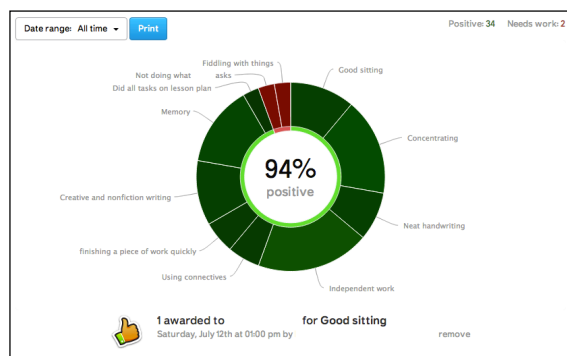 Date range: All time
Print
Positive: 34 Needs work: 2
Fiddling with things
Good sitting
Not doing what
asks
Did all tasks on lesson plan
Memory
Concentrating
94%
positive
Creative and nonfiction writing
Neat handwriting
finishing a piece of work quickly
Using connectives
Independent work
1 awarded to for Good sitting
Saturday, July 12th at 01:00 pm by
remove